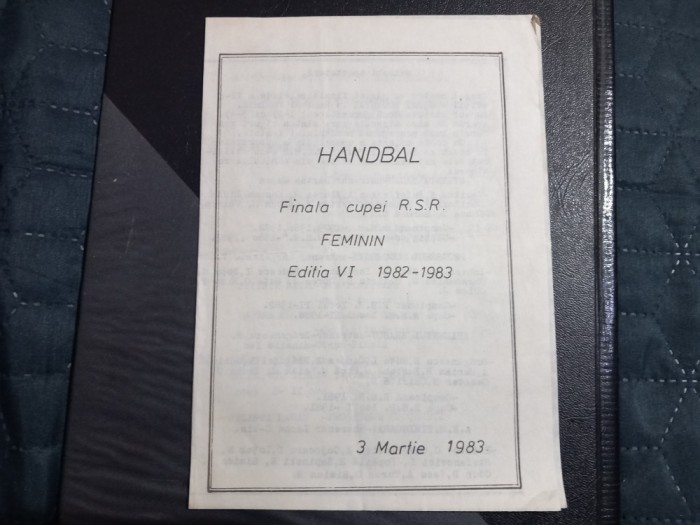 HANDBAL
Finala cupei R.S.R.
FEMININ
Editia VI 1982-1983
3 Martie 1983.